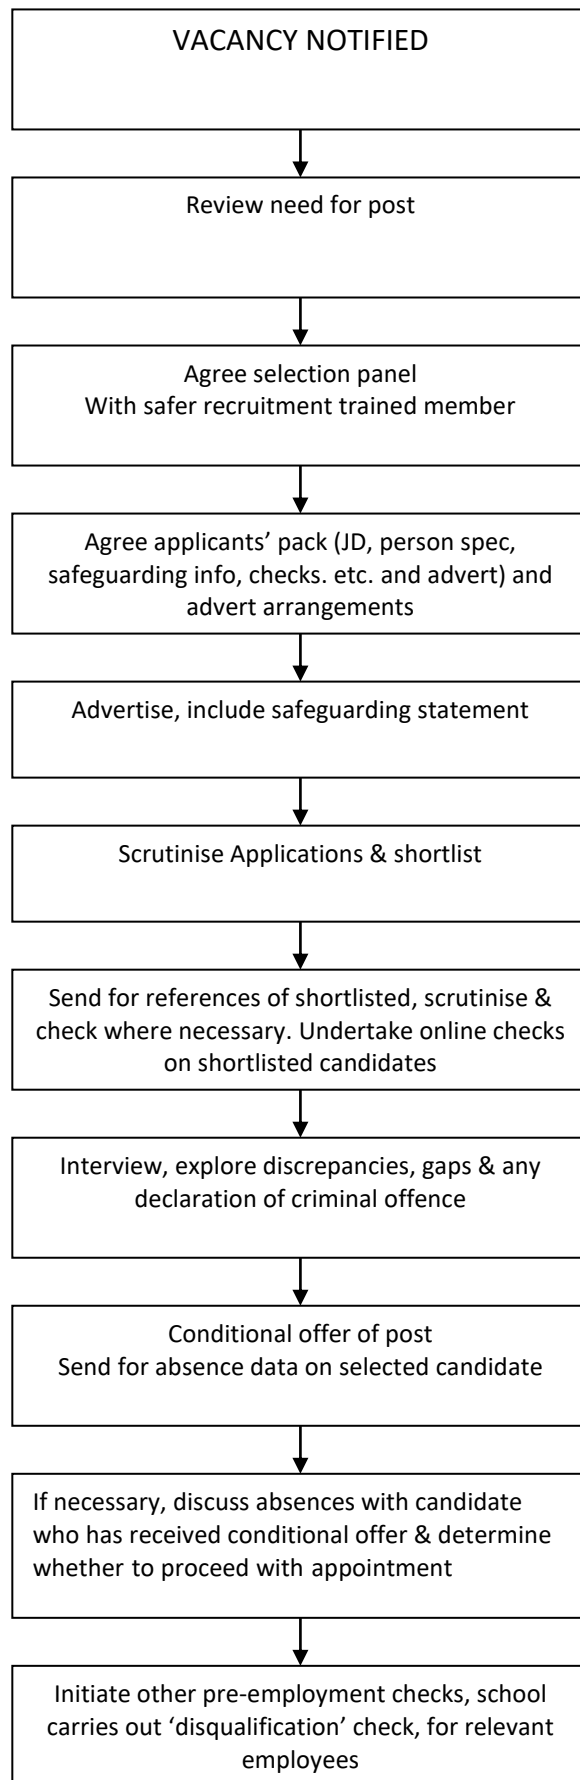 VACANCY NOTIFIED
Review need for post
Agree selection panel
With safer recruitment trained member
Agree applicants’ pack (JD, person spec,
safeguarding info, checks. etc. and advert) and
advert arrangements
Advertise, include safeguarding statement
Scrutinise Applications & shortlist
Send for references of shortlisted, scrutinise &
check where necessary. Undertake online checks
on shortlisted candidates
Interview, explore discrepancies, gaps & any
declaration of criminal offence
Conditional offer of post
Send for absence data on selected candidate
If necessary, discuss absences with candidate
who has received conditional offer & determine
whether to proceed with appointment
Initiate other pre-employment checks, school
carries out ‘disqualification’ check, for relevant
employees